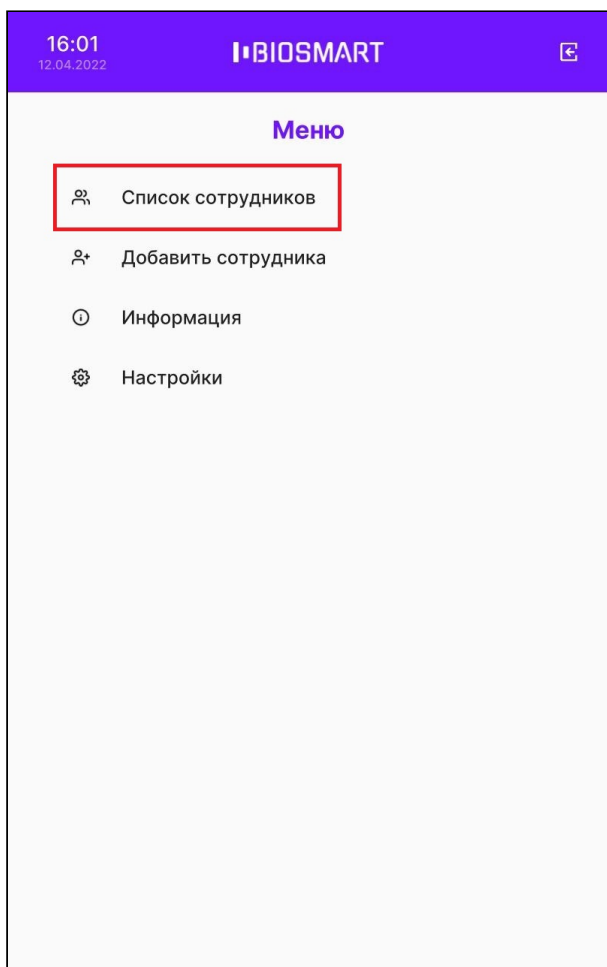 16:01
BIOSMART
12.04.2022
Меню
Список сотрудников
Добавить сотрудника
Информация
Настройки